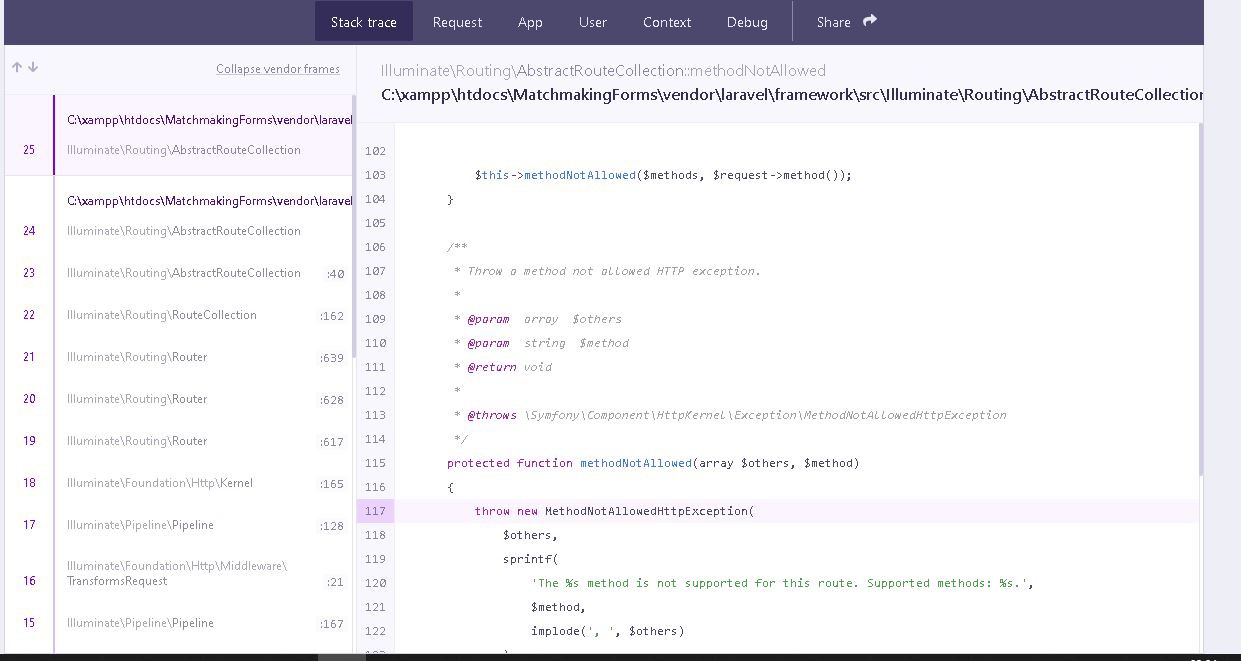 Stack trace
Request
App
User
Context
Debug
Share
Collapse vendor frames
C:\xampp\htdocs\MatchmakingForms\vendor\laravel
25 Illuminate\Routing\AbstractRouteCollection
C:\xampp\htdocs\MatchmakingForms\vendor\laravel
24 Illuminate\Routing\AbstractRouteCollection
23 Illuminate\Routing\AbstractRouteCollection :40
22 Illuminate\Routing\RouteCollection :162
21 Illuminate\Routing\Router :639
20 Illuminate\Routing\Router :628
19 Illuminate\Routing\Router :617
18 Illuminate\Foundation\Http\Kernel :165
17 Illuminate\Pipeline\Pipeline :128
Illuminate\Foundation\Http\Middleware\
16 TransformsRequest :21
15 Illuminate\Pipeline\Pipeline :167
Illuminate\Routing\AbstractRouteCollection::methodNotAllowed
C:\xampp\htdocs\MatchmakingForms\vendor\laravel\framework\src\Illuminate\Routing\AbstractRouteCollection
102
103 $this->methodNotAllowed($methods, $request->method());
104 }
105
106 /**
107 * Throw a method not allowed HTTP exception.
108 *
109 * @param array $others
110 * @param string $method
111 * @return void
112 *
113 * @throws \Symfony\Component\HttpKernel\Exception\MethodNotAllowedHttpException
114 */
115 protected function methodNotAllowed(array $others, $method)
116 {
117 throw new MethodNotAllowedHttpException(
118 $others,
119 sprintf(
120 'The %s method is not supported for this route. Supported methods: %s.',
121 $method,
122 implode(', ', $others)